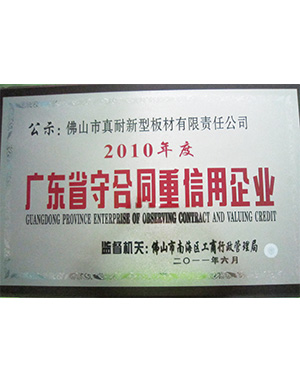 公示：佛山市真耐新型板材有限责任公司
2010年度
广东省守合同重信用企业
GUANGDONG PROVINCE ENTERPRISE OF OBSERVING CONTRACT AND VALUING CREDIT
监督机关：佛山市南海区工商行政管理局
二〇一一年六月